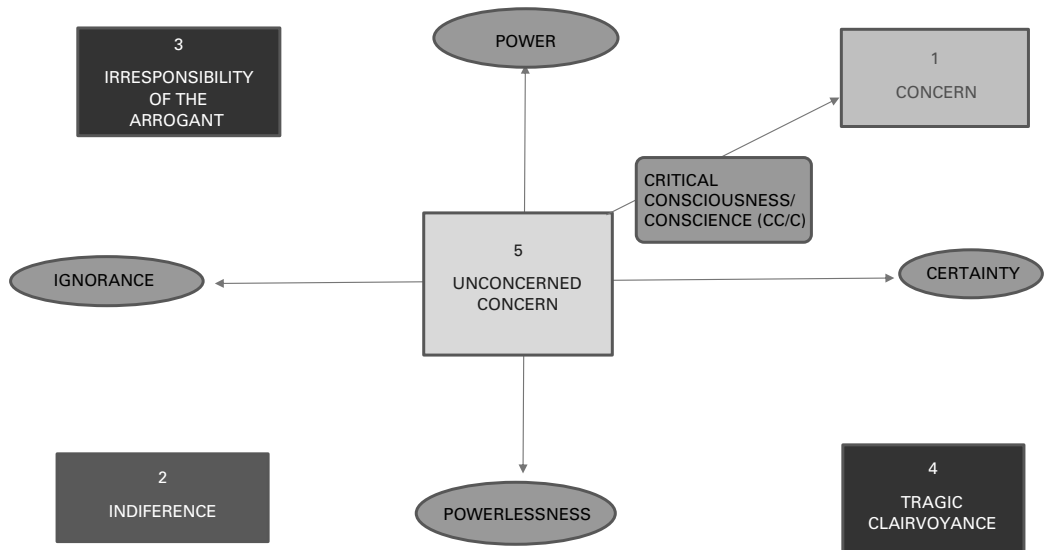 3
IRRESPONSIBILITY
OF THE
ARROGANT
POWER
1
CONCERN
CRITICAL
CONSCIOUSNESS/
CONSCIENCE (CC/C)
IGNORANCE
5
UNCONCERNED
CONCERN
CERTAINTY
2
INDIFERENCE
POWERLESSNESS
4
TRAGIC
CLAIRVOYANCE